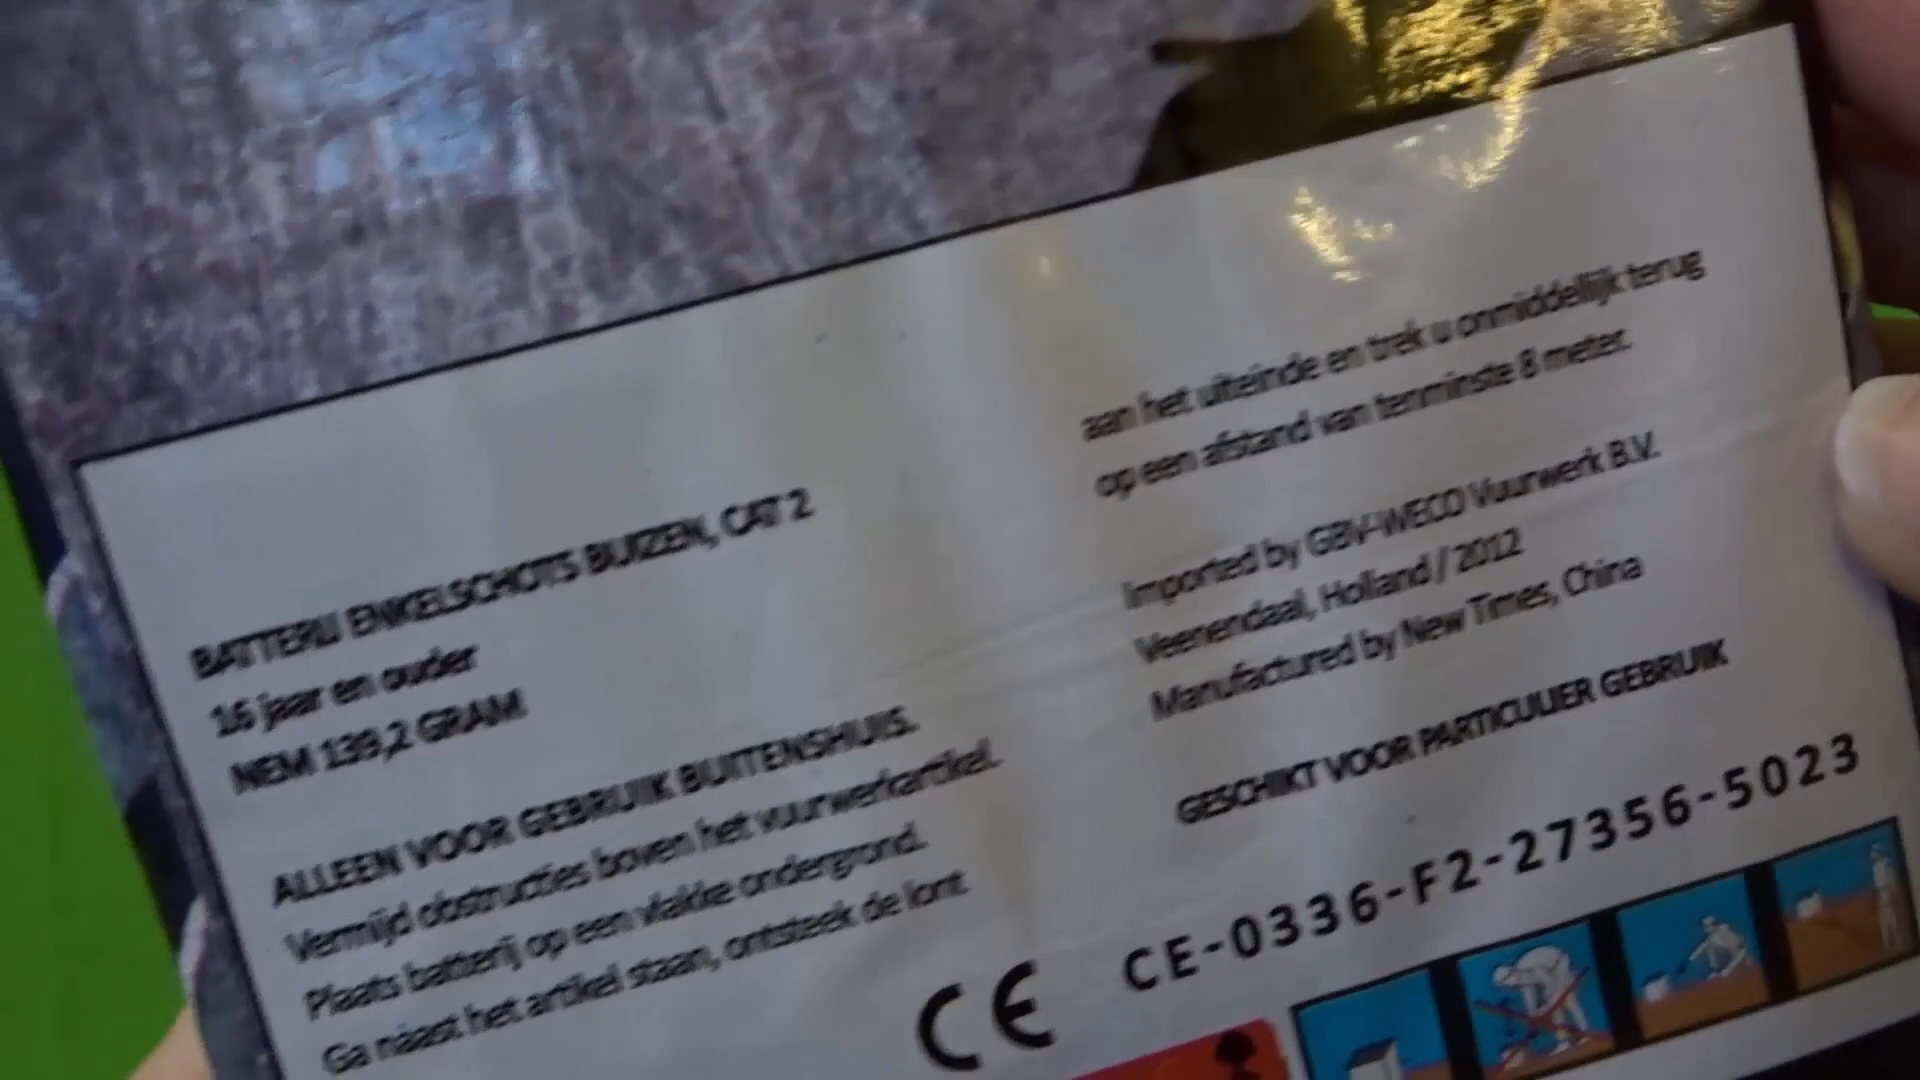 BATTERIJ ENKELSCHOTS BUIZEN, CAT 2
16 jaar en ouder
NEM 139,2 GRAM
ALLEEN VOOR GEBRUIK BUITENSHUIS.
Vermijd obstructies boven het vuurwerkartikel.
Plaats batterij op een vlakke ondergrond.
Ga naast het artikel staan, ontsteek de lont
aan het uiteinde en trek u onmiddellijk terug
op een afstand van tenminste 8 meter.
Imported by GBV-WECO Vuurwerk B.V.
Veenendaal, Holland / 2012
Manufactured by New Times, China
GESCHIKT VOOR PARTICULIER GEBRUIK
CE-0336-F2-27356-5023
CE